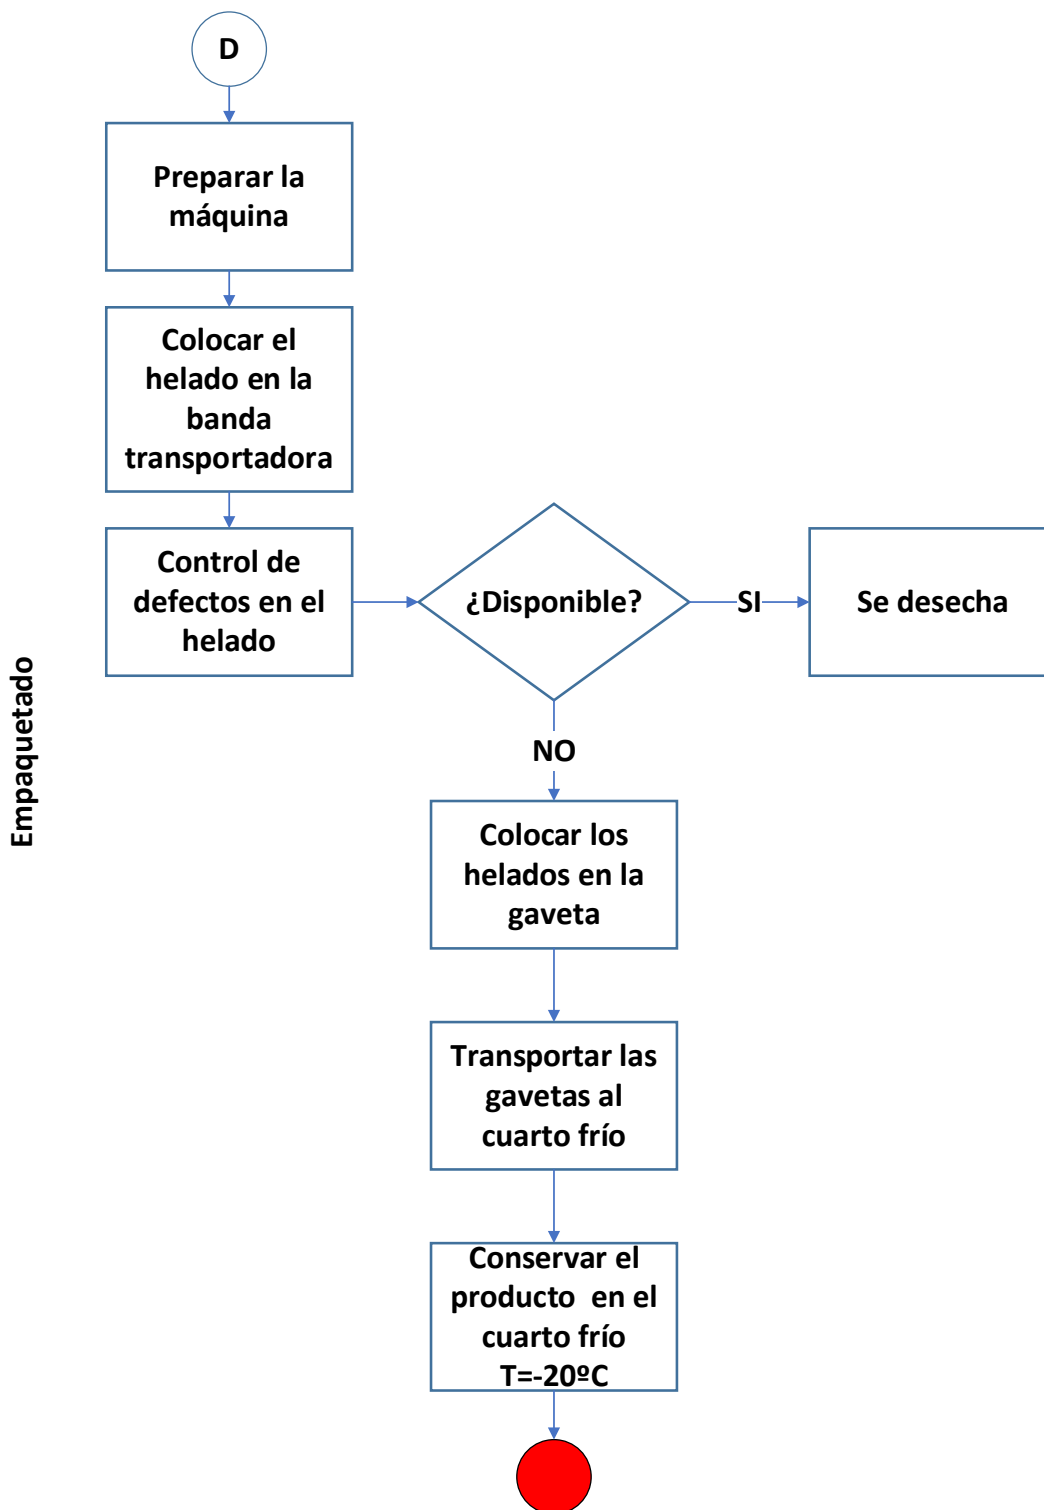 D
Preparar la
máquina
Colocar el
helado en la
banda
transportadora
Control de
defectos en el
helado
¿Disponible?
SI
Se desecha
NO
Colocar los
helados en la
gaveta
Transportar las
gavetas al
cuarto frío
Conservar el
producto  en el
cuarto frío
T=-20ºC
Empaquetado